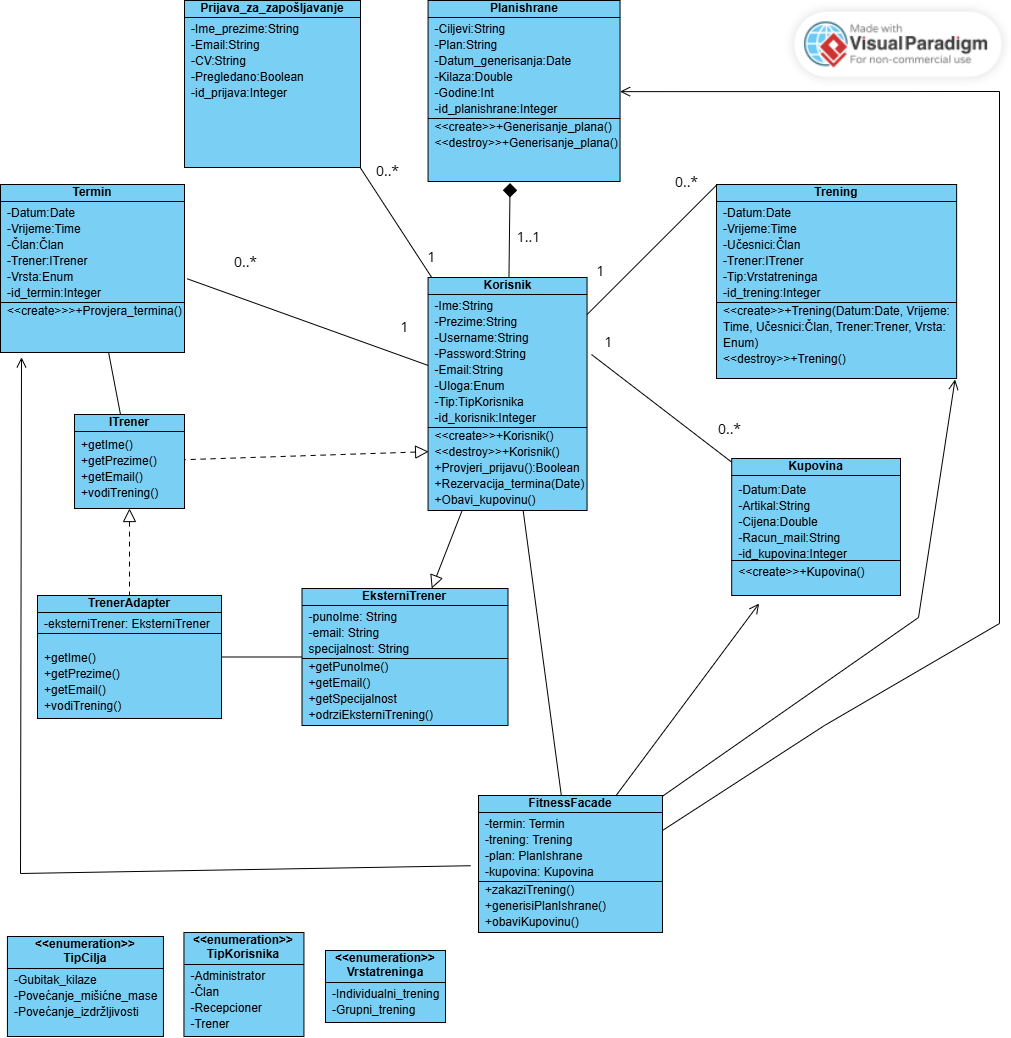 Prijava_za_zapošljavanje
-Ime_prezime:String
-Email:String
-CV:String
-Pregledano:Boolean
-id_prijava:Integer
Planishrane
-Ciljevi:String
-Plan:String
-Datum_generisanja:Date
-Kilaza:Double
-Godine:Int
-id_planishrane:Integer
<<create>>+Generisanje_plana()
<<destroy>>+Generisanje_plana()
Made with
Visual Paradigm
For non-commercial use
0..*
1
1..1
0..*
1
0..*
1
1
0..*
Termin
-Datum:Date
-Vrijeme:Time
-Član:Član
-Trener:ITrener
-Vrsta:Enum
-id_termin:Integer
<<create>>>+Provjera_termina()
Trening
-Datum:Date
-Vrijeme:Time
-Učesnici:Član
-Trener:ITrener
-Tip:Vrstatreninga
-id_trening:Integer
<<create>>+Trening(Datum:Date, Vrijeme:
Time, Učesnici:Član, Trener:Trener, Vrsta:
Enum)
<<destroy>>+Trening()
Korisnik
-Ime:String
-Prezime:String
-Username:String
-Password:String
-Email:String
-Uloga:Enum
-Tip:TipKorisnika
-id_korisnik:Integer
<<create>>+Korisnik()
<<destroy>>+Korisnik()
+Provjeri_prijavu():Boolean
+Rezervacija_termina(Date)
+Obavi_kupovinu()
ITrener
+getIme()
+getPrezime()
+getEmail()
+vodiTrening()
Kupovina
-Datum:Date
-Artikal:String
-Cijena:Double
-Racun_mail:String
-id_kupovina:Integer
<<create>>+Kupovina()
TrenerAdapter
-eksterniTrener: EksterniTrener
+getIme()
+getPrezime()
+getEmail()
+vodiTrening()
EksterniTrener
-punoIme: String
-email: String
specijalnost: String
+getPunoIme()
+getEmail()
+getSpecijalnost
+odrziEksterniTrening()
FitnessFacade
-termin: Termin
-trening: Trening
-plan: PlanIshrane
-kupovina: Kupovina
+zakaziTrening()
+generisiPlanIshrane()
+obaviKupovinu()
<<enumeration>>
TipCilja
-Gubitak_kilaze
-Povećanje_mišićne_mase
-Povećanje_izdržljivosti
<<enumeration>>
TipKorisnika
-Administrator
-Član
-Recepcioner
-Trener
<<enumeration>>
Vrstatreninga
-Individualni_trening
-Grupni_trening